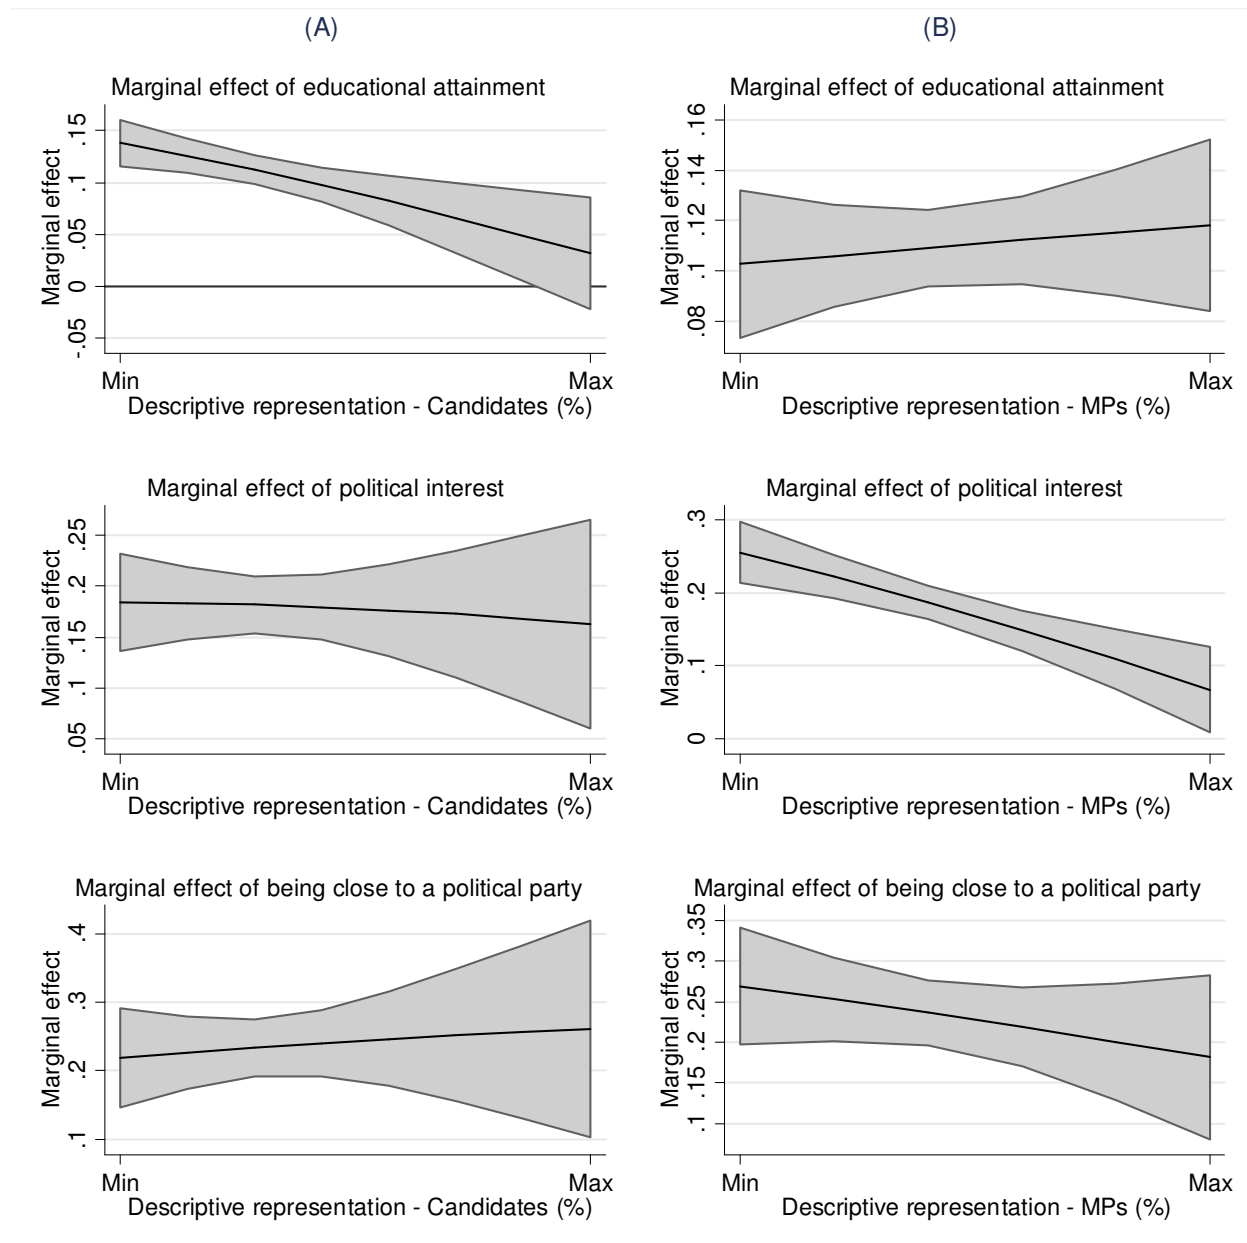 (A)
(B)
Marginal effect of educational attainment
Marginal effect
.15
.1
.05
0
-.05
Min
Max
Descriptive representation - Candidates (%)
Marginal effect of educational attainment
Marginal effect
.16
.14
.12
.1
.08
Min
Max
Descriptive representation - MPs (%)
Marginal effect of political interest
Marginal effect
.25
.2
.15
.1
.05
Min
Max
Descriptive representation - Candidates (%)
Marginal effect of political interest
Marginal effect
.3
.2
.1
0
Min
Max
Descriptive representation - MPs (%)
Marginal effect of being close to a political party
Marginal effect
.4
.3
.2
.1
Min
Max
Descriptive representation - Candidates (%)
Marginal effect of being close to a political party
Marginal effect
.35
.3
.25
.2
.15
.1
Min
Max
Descriptive representation - MPs (%)